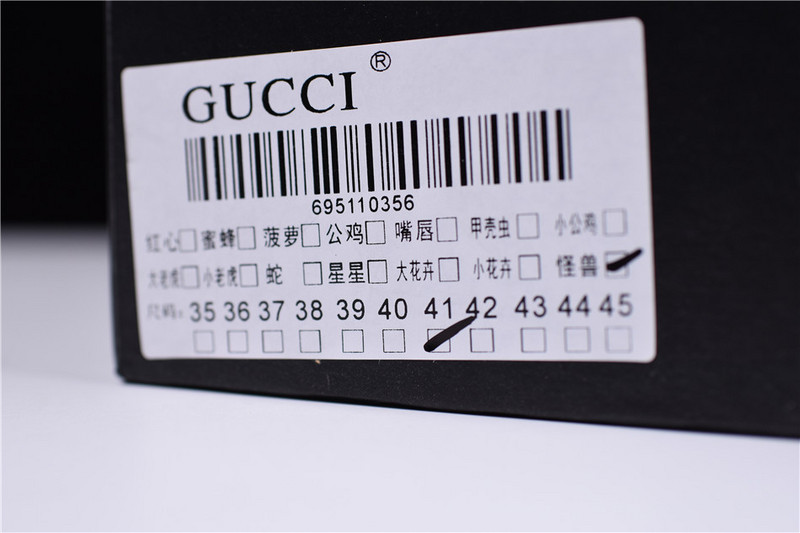 GUCCI®
695110356
红心 蜜蜂 菠萝 公鸡 嘴唇 甲壳虫 小公鸡
大老虎 小老虎 蛇 星星 大花卉 小花卉 怪兽
尺码: 35 36 37 38 39 40 41 42 43 44 45